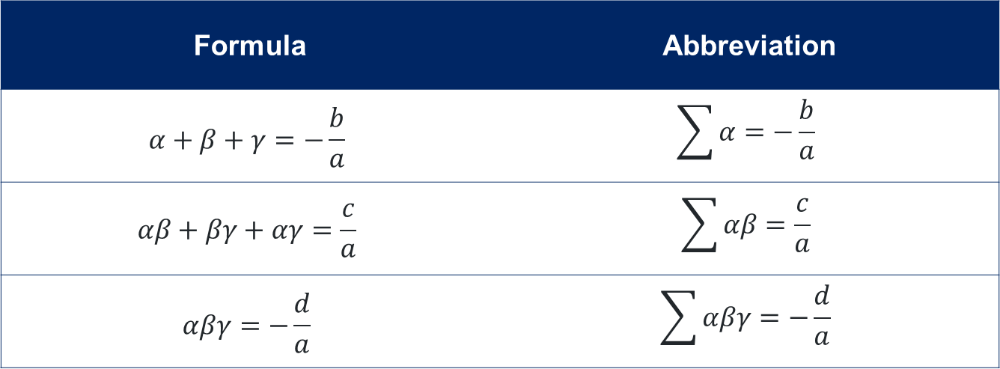 Formula Abbreviation
α + β + γ = −b/a ∑α = −b/a
αβ + βγ + αγ = c/a ∑αβ = c/a
αβγ = −d/a ∑αβγ = −d/a